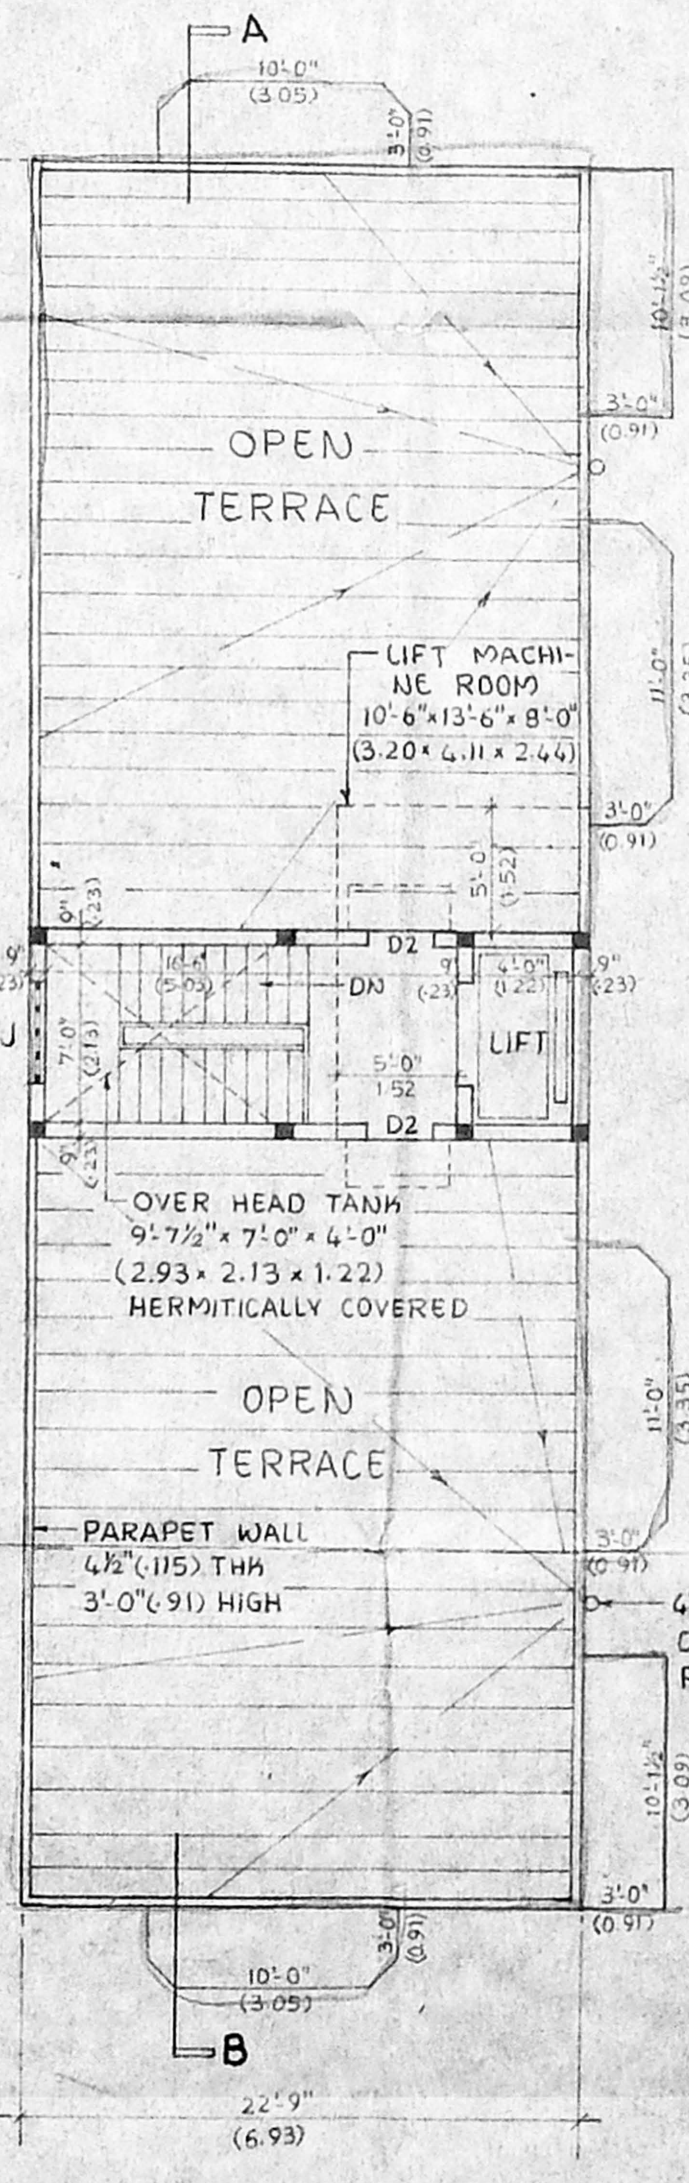 A
10'-0"
(3.05)
3'-0"
(0.91)
10'-1½"
3'-0"
(0.91)
OPEN
TERRACE
11'-0"
LIFT MACHI-
NE ROOM
10'-6"×13'-6"×8'-0"
(3.20×4.11×2.44)
3'-0"
(0.91)
5'-0"
(1.52)
9"
(.23)
D2
9"
23)
16'-6"
(5.03)
DN
9"
(.23)
4'-0"
(1.22)
9"
(.23)
7'-0"
(2.13)
LIFT
5'-0"
1.52
D2
9"
(.23)
OVER HEAD TANK
9'-7½"×7'-0"×4'-0"
(2.93×2.13×1.22)
HERMITICALLY COVERED
OPEN
TERRACE
11'-0"
(3.35)
PARAPET WALL
4½"(.115) THK
3'-0"(.91) HIGH
3'-0"
(0.91)
4
10'-1½"
(3.09)
3'-0"
(0.91)
3'-0"
(0.91)
10'-0"
(3.05)
B
22'-9"
(6.93)